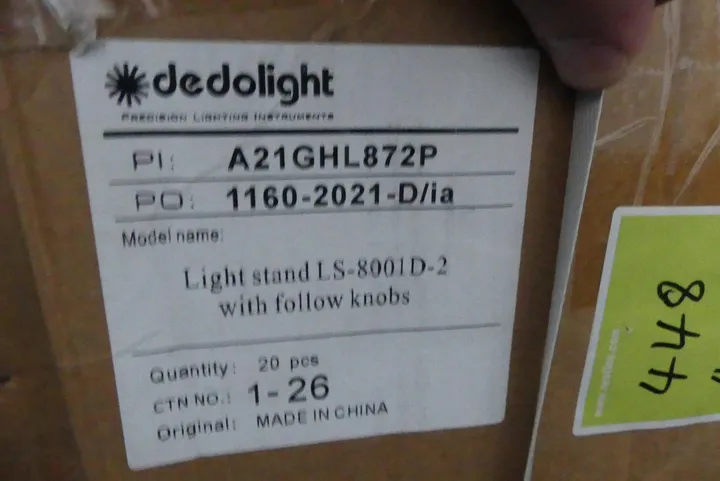 dedolight
PRECISION LIGHTING INSTRUMENTS
PI: A21GHL872P
PO: 1160-2021-D/ia
Model name:
Light stand LS-8001D-2
with follow knobs
Quantity: 20 pcs
CTN NO.: 1-26
Original: MADE IN CHINA
448